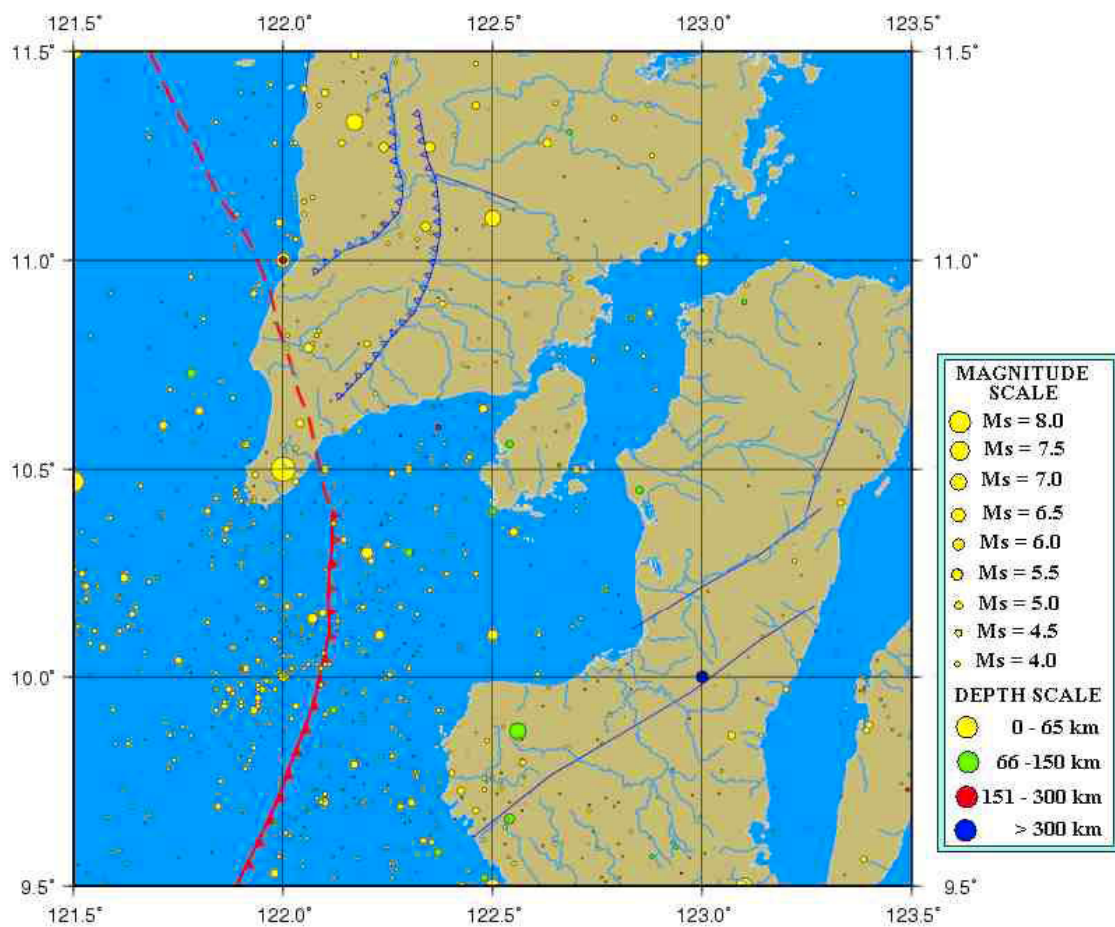 121.5˚ 122.0˚ 122.5˚ 123.0˚ 123.5˚
11.5˚ 11.5˚
11.0˚ 11.0˚
10.5˚
10.0˚
9.5˚ 9.5˚
121.5˚ 122.0˚ 122.5˚ 123.0˚ 123.5˚
MAGNITUDE
SCALE
Ms = 8.0
Ms = 7.5
Ms = 7.0
Ms = 6.5
Ms = 6.0
Ms = 5.5
Ms = 5.0
Ms = 4.5
Ms = 4.0
DEPTH SCALE
0 - 65 km
66 -150 km
151 - 300 km
> 300 km